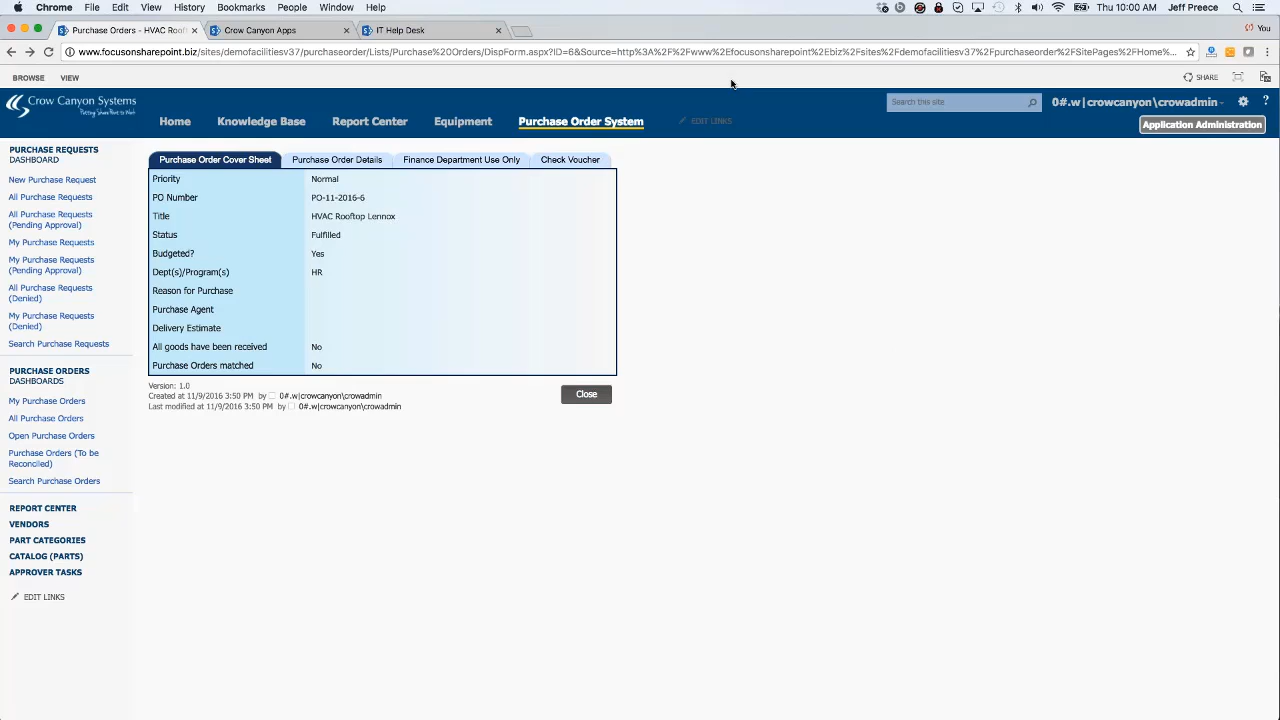 Chrome File Edit View History Bookmarks People Window Help Thu 10:00 AM Jeff Preece
Purchase Orders - HVAC Roof Crow Canyon Apps IT Help Desk You
www.focusonsharepoint.biz/sites/demofacilitiesv37/purchaseorder/Lists/Purchase%20Orders/DispForm.aspx?ID=6&Source=http%3A%2F%2Fwww%2Efocusonsharepoint%2Ebiz%2Fsites%2Fdemofacilitiesv37%2Fpurchaseorder%2FSitePages%2FHome%...
BROWSE VIEW SHARE
Crow Canyon Systems
Putting SharePoint to Work!
Search this site
0#.w|crowcanyon\crowadmin
?
Home Knowledge Base Report Center Equipment Purchase Order System EDIT LINKS
Application Administration
PURCHASE REQUESTS
DASHBOARD
New Purchase Request
All Purchase Requests
All Purchase Requests
(Pending Approval)
My Purchase Requests
My Purchase Requests
(Pending Approval)
All Purchase Requests
(Denied)
My Purchase Requests
(Denied)
Search Purchase Requests
PURCHASE ORDERS
DASHBOARDS
My Purchase Orders
All Purchase Orders
Open Purchase Orders
Purchase Orders (To be
Reconciled)
Search Purchase Orders
REPORT CENTER
VENDORS
PART CATEGORIES
CATALOG (PARTS)
APPROVER TASKS
EDIT LINKS
Purchase Order Cover Sheet Purchase Order Details Finance Department Use Only Check Voucher
Priority Normal
PO Number PO-11-2016-6
Title HVAC Rooftop Lennox
Status Fulfilled
Budgeted? Yes
Dept(s)/Program(s) HR
Reason for Purchase
Purchase Agent
Delivery Estimate
All goods have been received No
Purchase Orders matched No
Version: 1.0
Created at 11/9/2016 3:50 PM by 0#.w|crowcanyon\crowadmin
Last modified at 11/9/2016 3:50 PM by 0#.w|crowcanyon\crowadmin
Close